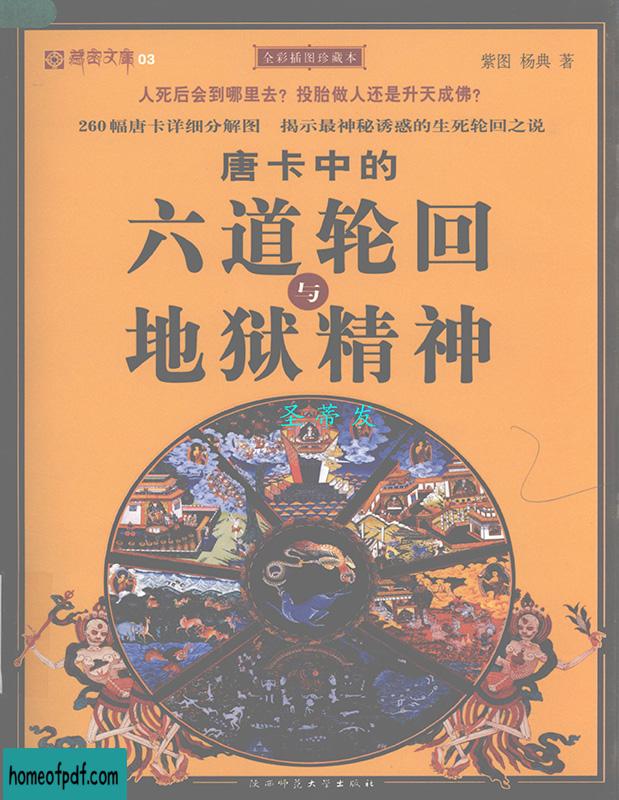 藏密文库 03
全彩插图珍藏本
紫图 杨典 著
人死后会到哪里去？投胎做人还是升天成佛？
260幅唐卡详细分解图 揭示最神秘诱惑的生死轮回之说
唐卡中的
六道轮回
与
地狱精神
圣蒂发
陕西师范大学出版社
homeofpdf.com